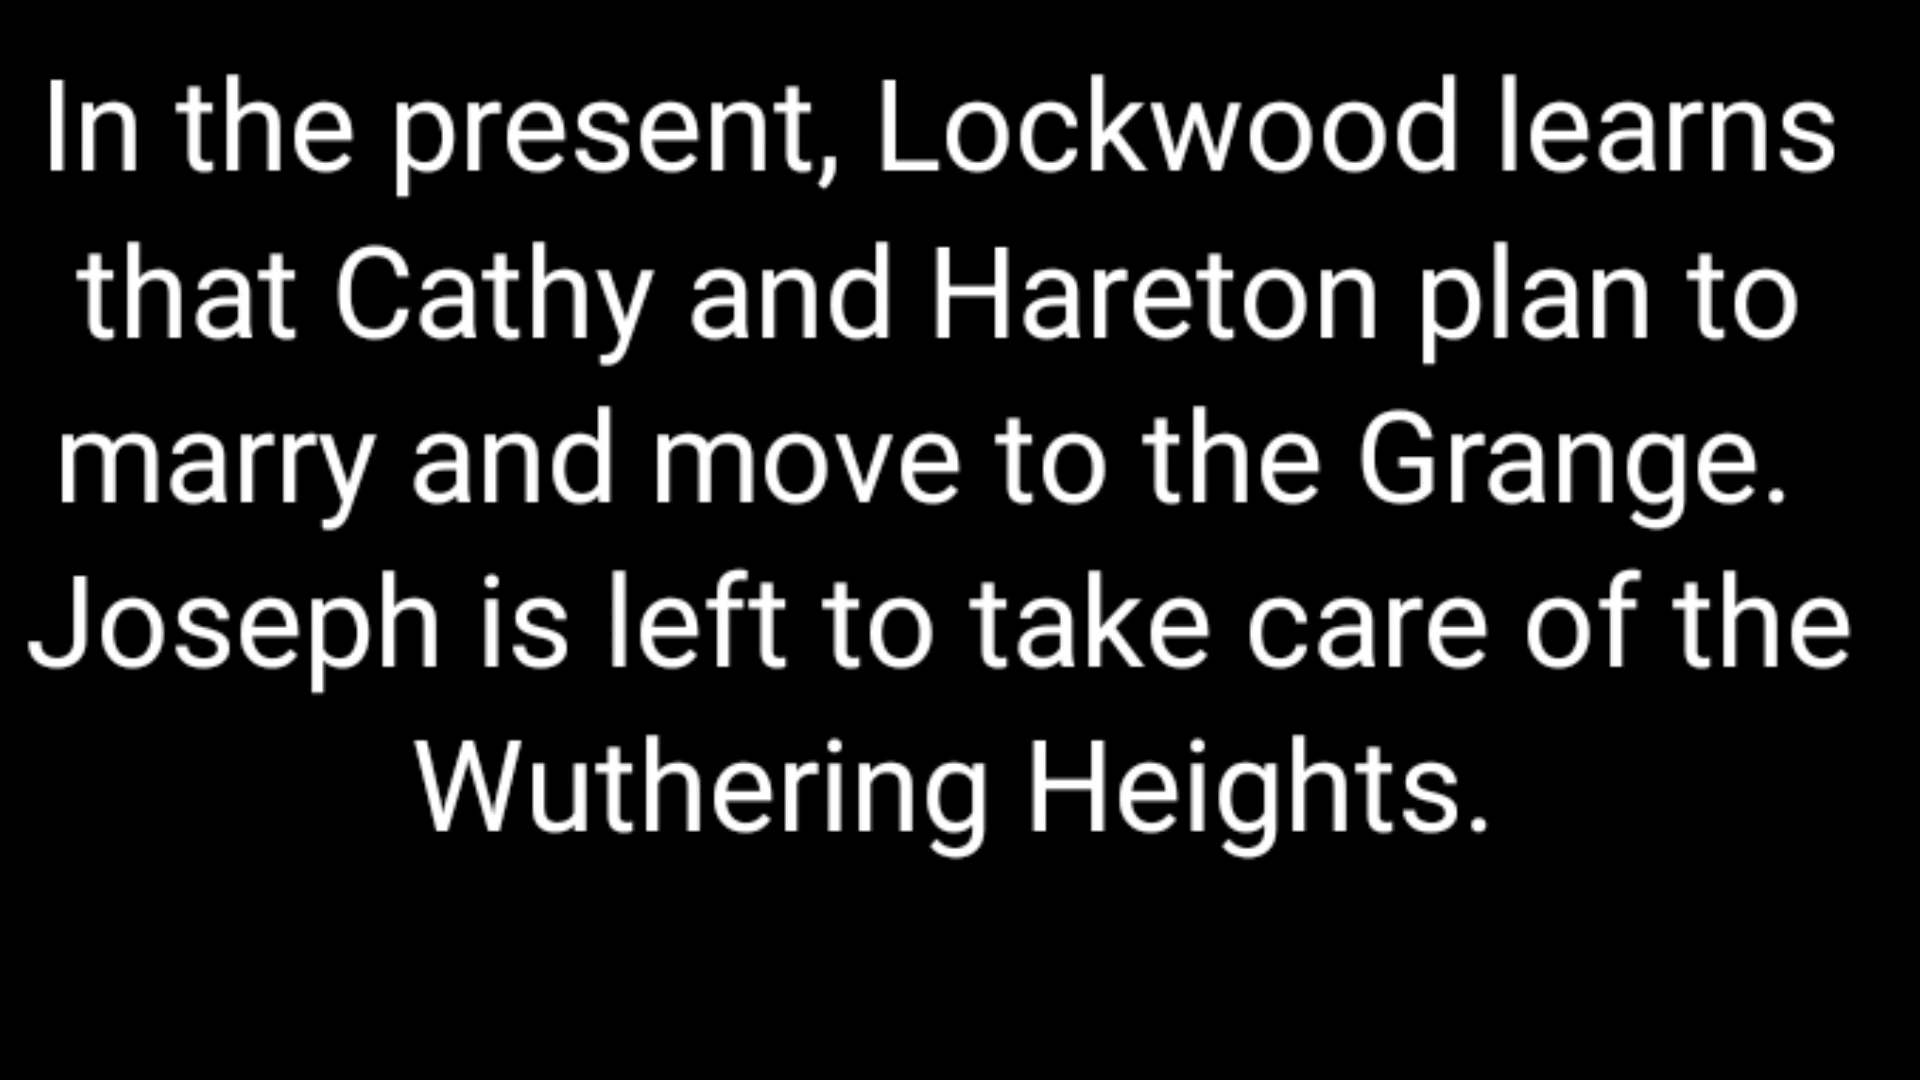 In the present, Lockwood learns
that Cathy and Hareton plan to
marry and move to the Grange.
Joseph is left to take care of the
Wuthering Heights.